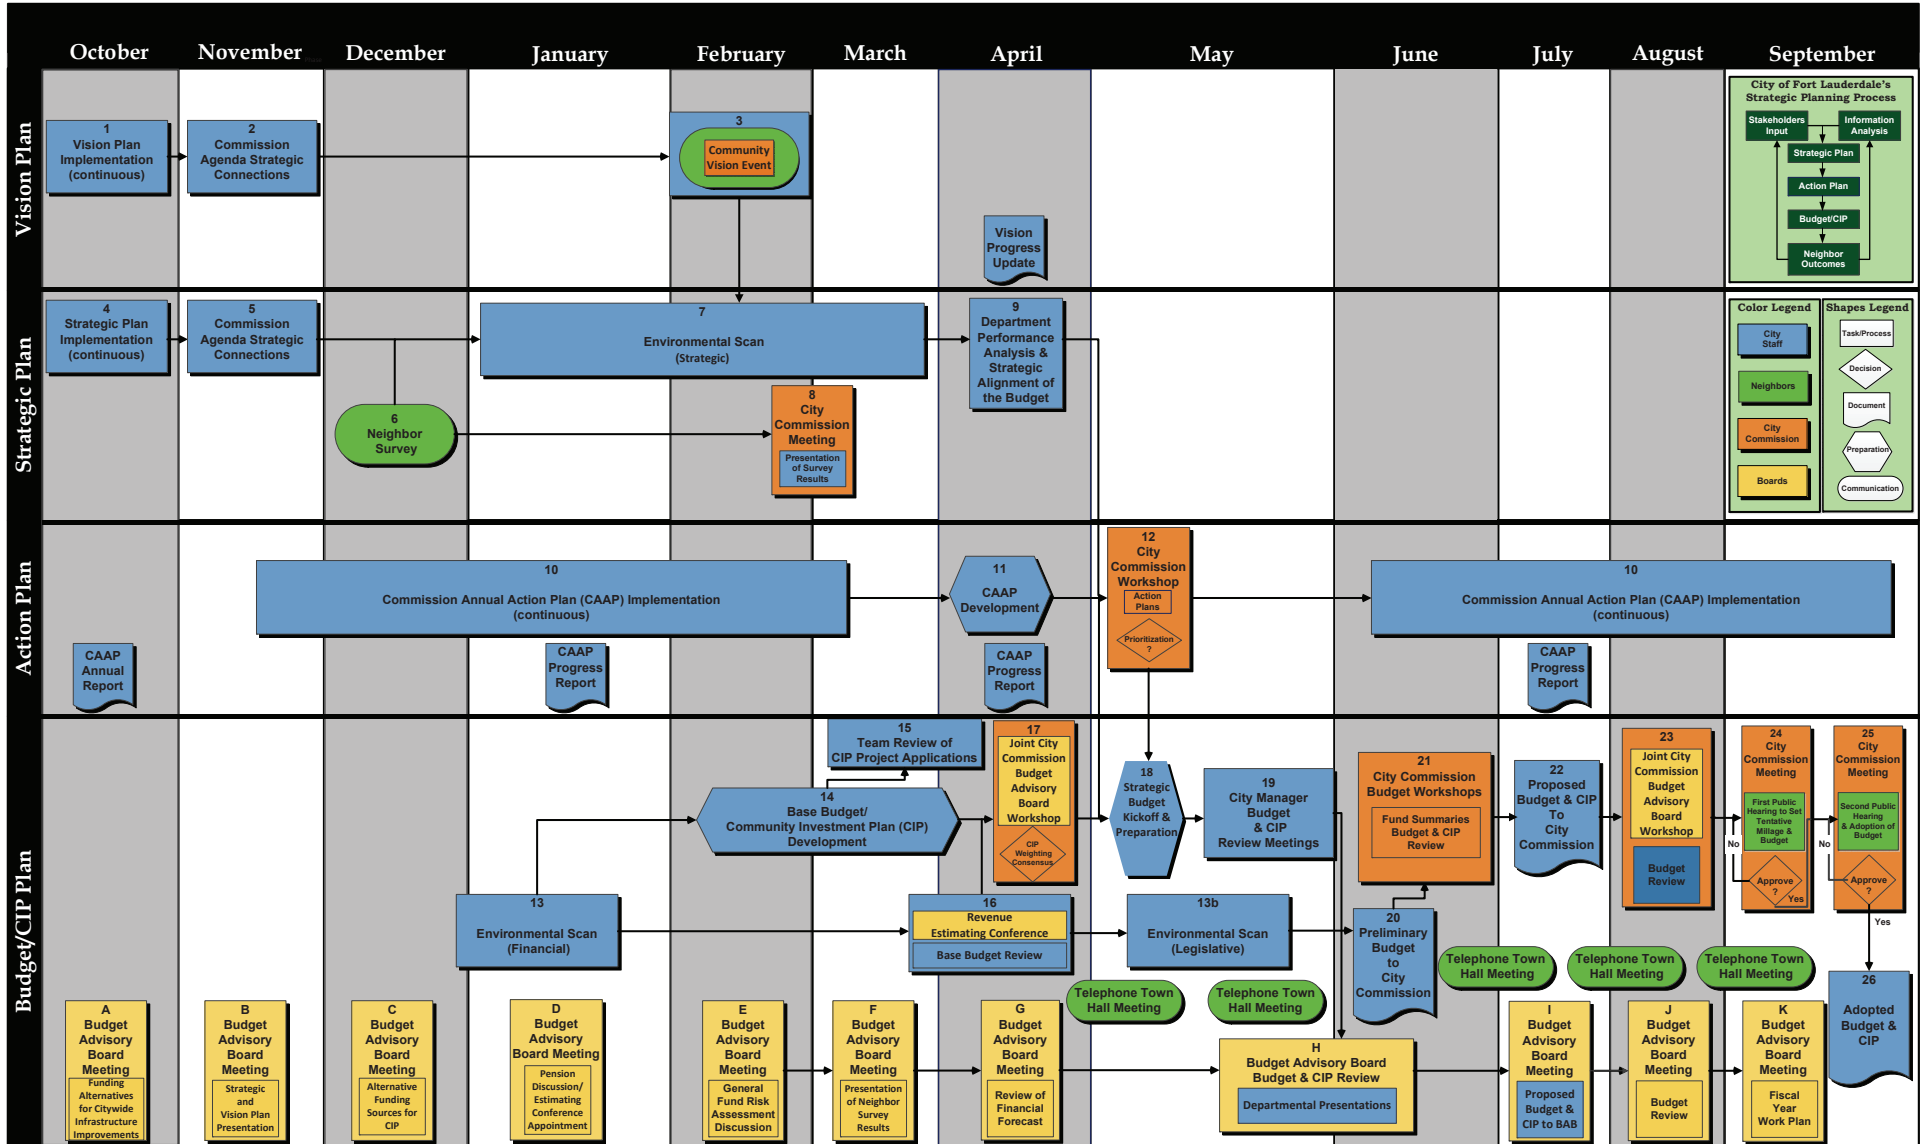 October
November
December
January
February
March
April
May
June
July
August
September
Vision Plan
1
Vision Plan
Implementation
(continuous)
2
Commission
Agenda Strategic
Connections
3
Community
Vision Event
Vision
Progress
Update
City of Fort Lauderdale's
Strategic Planning Process
Stakeholders
Input
Information
Analysis
Strategic Plan
Action Plan
Budget/CIP
Neighbor
Outcomes
Strategic Plan
4
Strategic Plan
Implementation
(continuous)
5
Commission
Agenda Strategic
Connections
6
Neighbor
Survey
7
Environmental Scan
(Strategic)
8
City
Commission
Meeting
Presentation
of Survey
Results
9
Department
Performance
Analysis &
Strategic
Alignment of
the Budget
Color Legend
City
Staff
Neighbors
City
Commission
Boards
Shapes Legend
Task/Process
Decision
Document
Preparation
Communication
Action Plan
10
Commission Annual Action Plan (CAAP) Implementation
(continuous)
11
CAAP
Development
12
City
Commission
Workshop
Action
Plans
Prioritization
?
10
Commission Annual Action Plan (CAAP) Implementation
(continuous)
CAAP
Annual
Report
CAAP
Progress
Report
CAAP
Progress
Report
CAAP
Progress
Report
Budget/CIP Plan
13
Environmental Scan
(Financial)
14
Base Budget/
Community Investment Plan (CIP)
Development
15
Team Review of
CIP Project Applications
16
Revenue
Estimating Conference
Base Budget Review
17
Joint City
Commission
Budget
Advisory
Board
Workshop
CIP
Weighting
Consensus
18
Strategic
Budget
Kickoff &
Preparation
19
City Manager
Budget
& CIP
Review Meetings
13b
Environmental Scan
(Legislative)
20
Preliminary
Budget
to
City
Commission
21
City Commission
Budget Workshops
Fund Summaries
Budget & CIP
Review
22
Proposed
Budget & CIP
To
City
Commission
23
Joint City
Commission
Budget
Advisory
Board
Workshop
Budget
Review
24
City
Commission
Meeting
First Public
Hearing to Set
Tentative
Millage &
Budget
Approve
?
No
Yes
25
City
Commission
Meeting
Second Public
Hearing
& Adoption of
Budget
Approve
?
No
Yes
26
Adopted
Budget &
CIP
Telephone Town
Hall Meeting
Telephone Town
Hall Meeting
Telephone Town
Hall Meeting
Telephone Town
Hall Meeting
Telephone Town
Hall Meeting
A
Budget
Advisory
Board
Meeting
Funding
Alternatives
for Citywide
Infrastructure
Improvements
B
Budget
Advisory
Board
Meeting
Strategic
and
Vision Plan
Presentation
C
Budget
Advisory
Board
Meeting
Alternative
Funding
Sources for
CIP
D
Budget
Advisory
Board Meeting
Pension
Discussion/
Estimating
Conference
Appointment
E
Budget
Advisory
Board
Meeting
General
Fund Risk
Assessment
Discussion
F
Budget
Advisory
Board
Meeting
Presentation
of Neighbor
Survey
Results
G
Budget
Advisory
Board
Meeting
Review of
Financial
Forecast
H
Budget Advisory Board
Budget & CIP Review
Departmental Presentations
I
Budget
Advisory
Board
Meeting
Proposed
Budget &
CIP to BAB
J
Budget
Advisory
Board
Meeting
Budget
Review
K
Budget
Advisory
Board
Meeting
Fiscal
Year
Work Plan